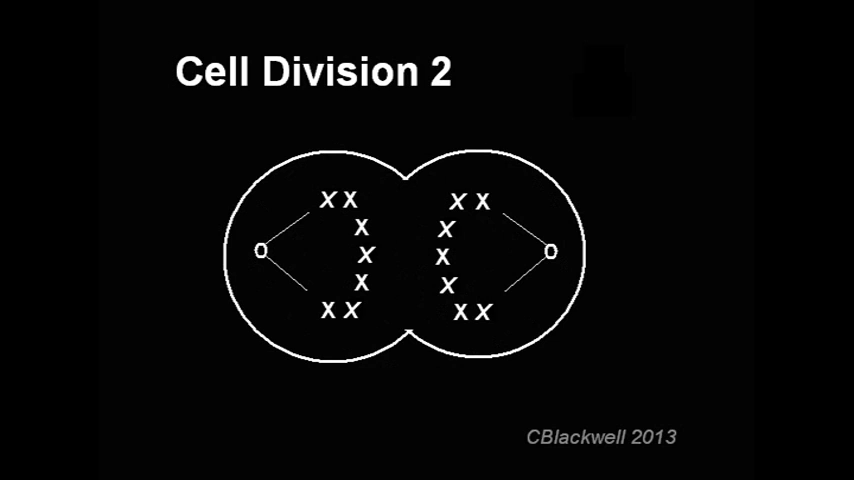 Cell Division 2
X X X X
X X
O X X O
X X
X X X X
CBlackwell 2013